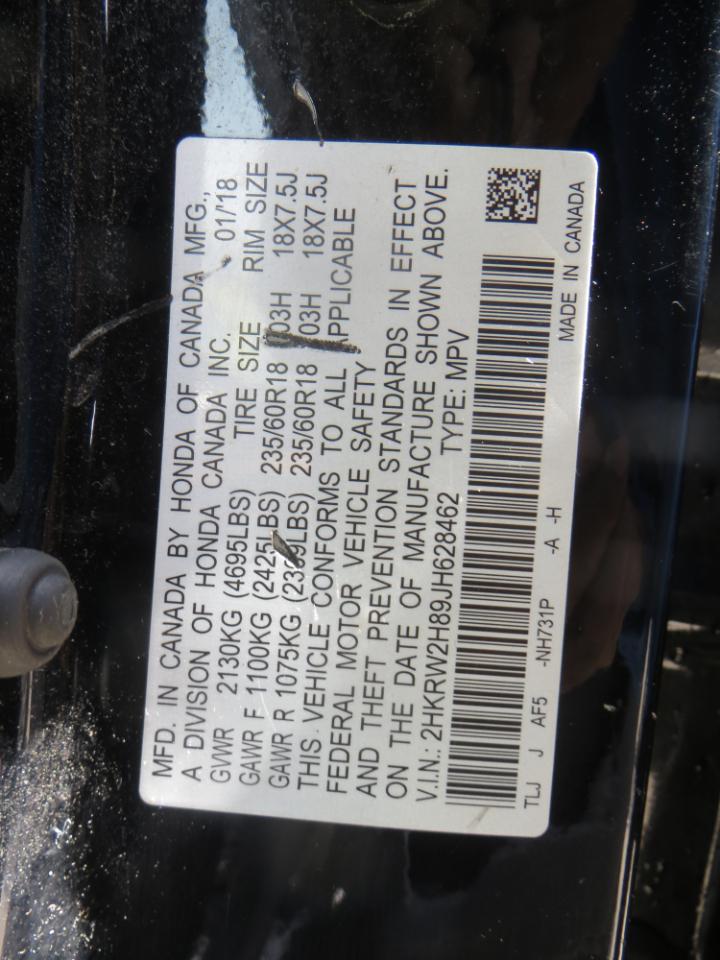 MFD. IN CANADA BY HONDA OF CANADA MFG.,
A DIVISION OF HONDA CANADA INC. 01/'18
GVWR 2130KG (4695LBS) TIRE SIZE RIM SIZE
GAWR F 1100KG (2425LBS) 235/60R18 103H 18X7.5J
GAWR R 1075KG 235/60R18 103H 18X7.5J
THIS VEHICLE CONFORMS TO ALL APPLICABLE
FEDERAL MOTOR VEHICLE SAFETY
AND THEFT PREVENTION STANDARDS IN EFFECT
ON THE DATE OF MANUFACTURE SHOWN ABOVE.
V.I.N.: 2HKRW2H89JH628462 TYPE: MPV
TLJ J AF5 -NH731P -A -H
MADE IN CANADA